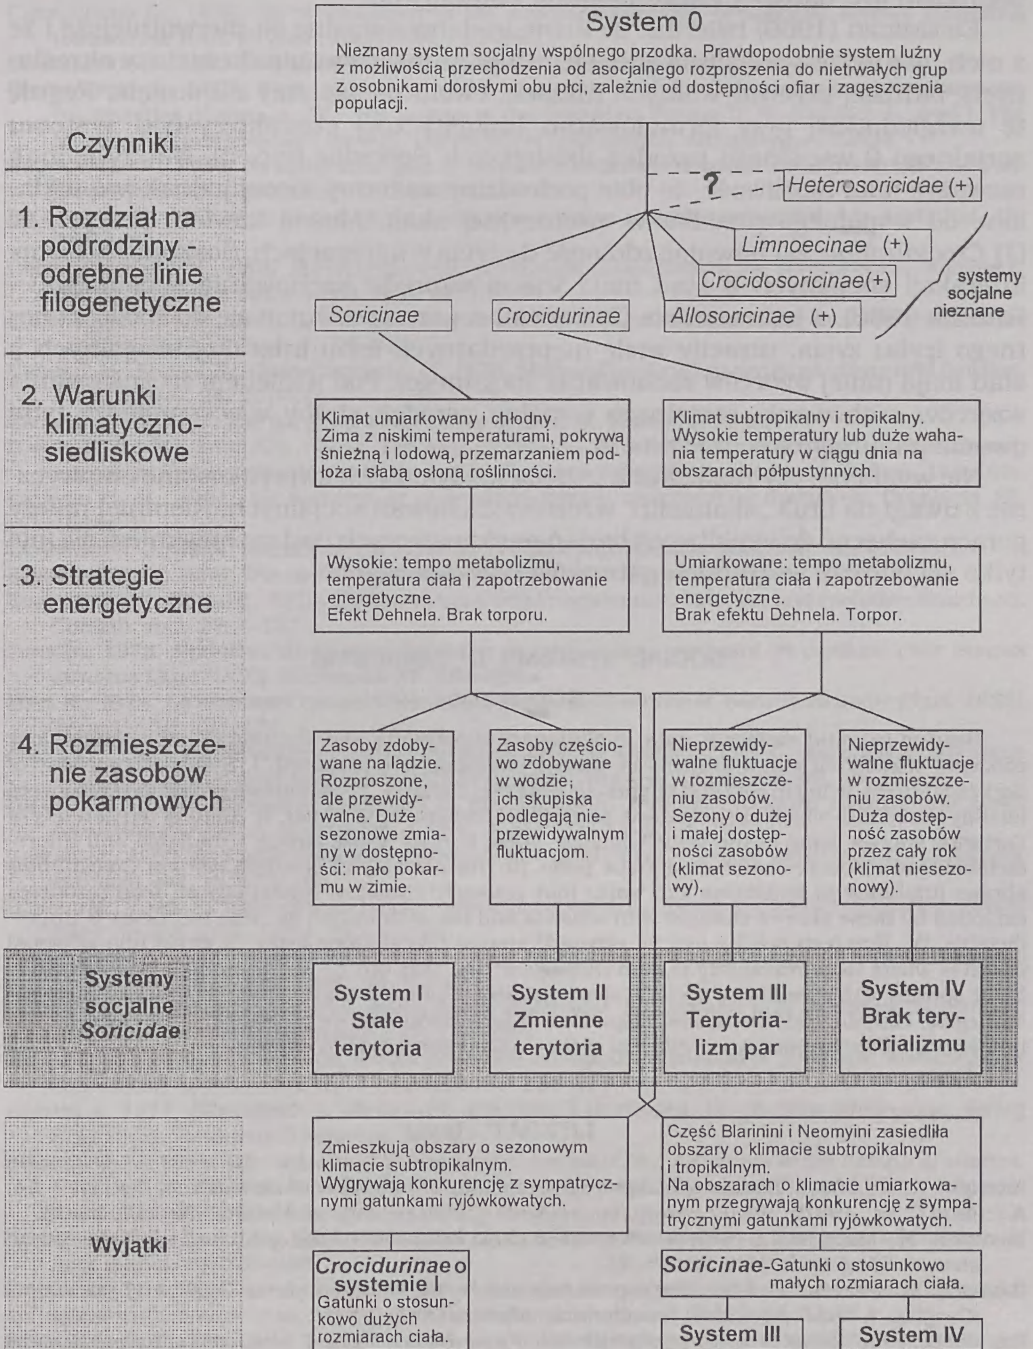 System 0
Nieznany system socjalny wspólnego przodka. Prawdopodobnie system luźny
z możliwością przechodzenia od asocjalnego rozproszenia do nietrwałych grup
z osobnikami dorosłymi obu płci, zależnie od dostępności ofiar i zagęszczenia
populacji.
Czynniki
1. Rozdział na
podrodziny -
odrębne linie
filogenetyczne
?
Heterosoricidae (+)
Limnoecinae (+)
Crocidosoricinae(+)
Soricinae
Crocidurinae
Allosoricinae (+)
systemy
socjalne
nieznane
2. Warunki
klimatyczno-
siedliskowe
Klimat umiarkowany i chłodny.
Zima z niskimi temperaturami, pokrywą
śnieżną i lodową, przemarzaniem pod-
łoża i słabą osłoną roślinności.
Klimat subtropikalny i tropikalny.
Wysokie temperatury lub duże waha-
nia temperatury w ciągu dnia na
obszarach półpustynnych.
3. Strategie
energetyczne
Wysokie: tempo metabolizmu,
temperatura ciała i zapotrzebowanie
energetyczne.
Efekt Dehnela. Brak torporu.
Umiarkowane: tempo metabolizmu,
temperatura ciała i zapotrzebowanie
energetyczne.
Brak efektu Dehnela. Torpor.
4. Rozmieszcze-
nie zasobów
pokarmowych
Zasoby zdoby-
wane na lądzie.
Rozproszone,
ale przewidy-
walne. Duże
sezonowe zmia-
ny w dostępno-
ści: mało pokar-
mu w zimie.
Zasoby częścio-
wo zdobywane
w wodzie;
ich skupiska
podlegają nie-
przewidywalnym
fluktuacjom.
Nieprzewidy-
walne fluktuacje
w rozmieszcze-
niu zasobów.
Sezony o dużej
i małej dostęp-
ności zasobów
(klimat sezono-
wy).
Nieprzewidy-
walne fluktuacje
w rozmieszcze-
niu zasobów.
Duża dostęp-
ność zasobów
przez cały rok
(klimat niesezo-
nowy).
Systemy
socjalne
Soricidae
System I
Stałe
terytoria
System II
Zmienne
terytoria
System III
Terytoria-
lizm par
System IV
Brak tery-
torializmu
Wyjątki
Zmieszkują obszary o sezonowym
klimacie subtropikalnym.
Wygrywają konkurencję z sympatrycz-
nymi gatunkami ryjówkowatych.
Część Blarinini i Neomyini zasiedliła
obszary o klimacie subtropikalnym
i tropikalnym.
Na obszarach o klimacie umiarkowa-
nym przegrywają konkurencję z sympa-
trycznymi gatunkami ryjówkowatych.
Crocidurinae o
systemie I
Gatunki o stosun-
kowo dużych
rozmiarach ciała.
Soricinae-Gatunki o stosunkowo
małych rozmiarach ciała.
System III
System IV